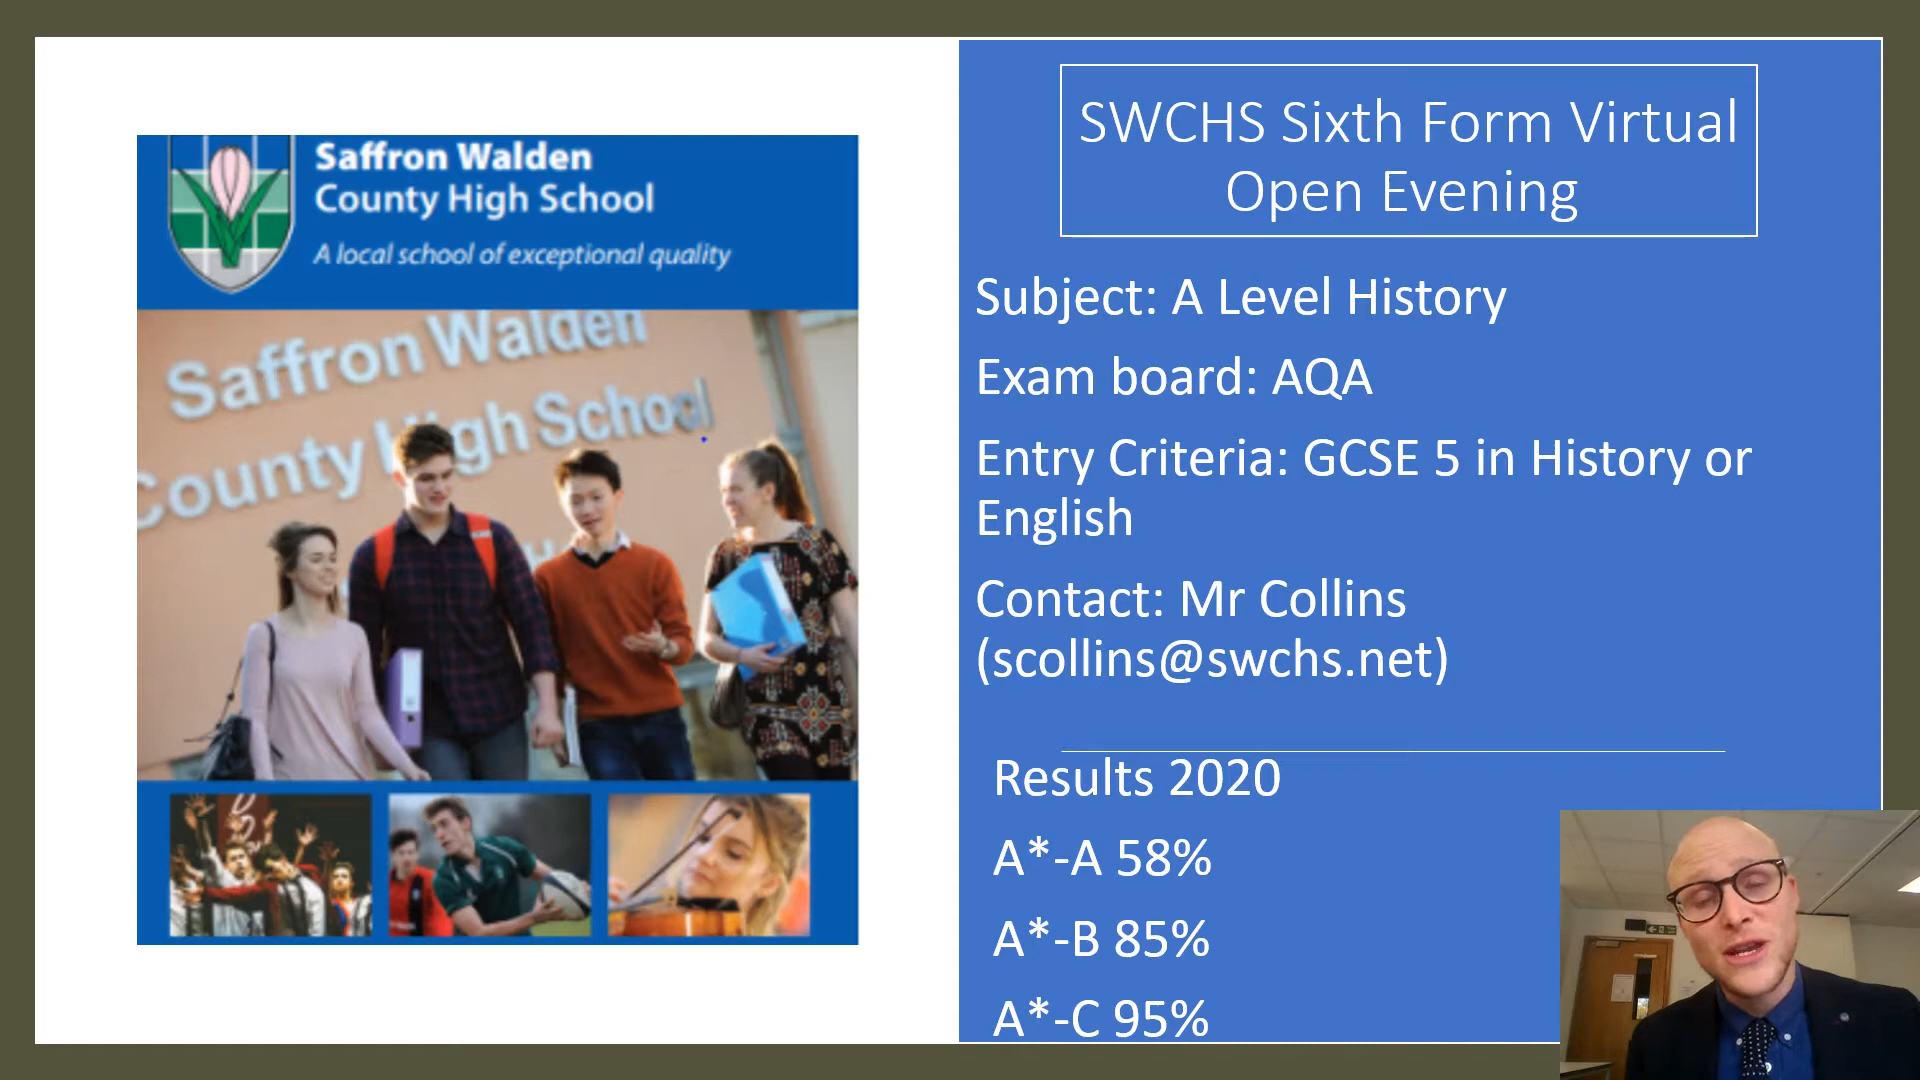 Saffron Walden
County High School
A local school of exceptional quality
Saffron Walden
County High School
SWCHS Sixth Form Virtual
Open Evening
Subject: A Level History
Exam board: AQA
Entry Criteria: GCSE 5 in History or
English
Contact: Mr Collins
(scollins@swchs.net)
Results 2020
A*-A 58%
A*-B 85%
A*-C 95%